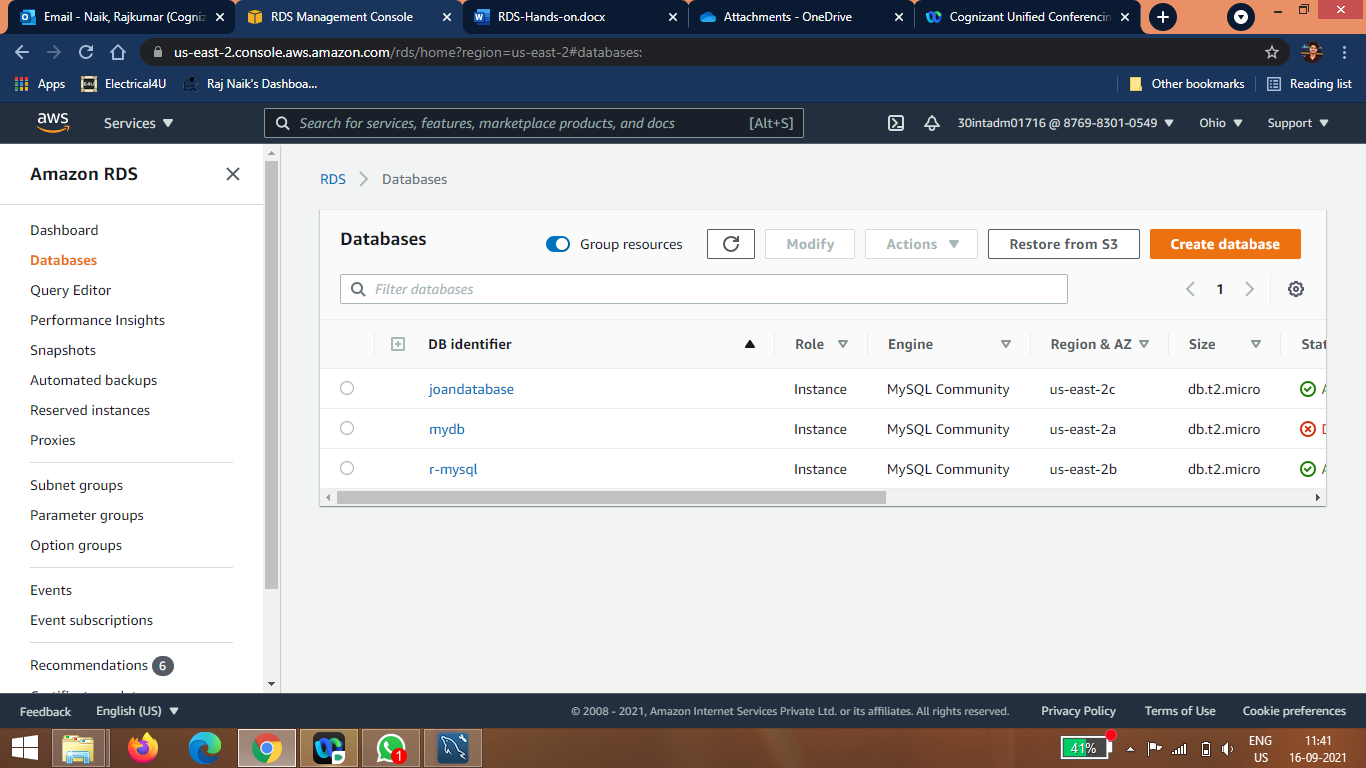 Email - Naik, Rajkumar (Cogniz
RDS Management Console
RDS-Hands-on.docx
Attachments - OneDrive
Cognizant Unified Conferencin
us-east-2.console.aws.amazon.com/rds/home?region=us-east-2#databases:
Apps
E4U
Electrical4U
Raj Naik's Dashboa...
Other bookmarks
Reading list
aws
Services
Search for services, features, marketplace products, and docs
[Alt+S]
30intadm01716 @ 8769-8301-0549
Ohio
Support
Amazon RDS
Dashboard
Databases
Query Editor
Performance Insights
Snapshots
Automated backups
Reserved instances
Proxies
Subnet groups
Parameter groups
Option groups
Events
Event subscriptions
Recommendations 6
RDS > Databases
Databases
Group resources
Modify
Actions
Restore from S3
Create database
Filter databases
1
DB identifier Role Engine Region & AZ Size Stat
joandatabase Instance MySQL Community us-east-2c db.t2.micro A
mydb Instance MySQL Community us-east-2a db.t2.micro D
r-mysql Instance MySQL Community us-east-2b db.t2.micro A
Feedback
English (US)
© 2008 - 2021, Amazon Internet Services Private Ltd. or its affiliates. All rights reserved.
Privacy Policy
Terms of Use
Cookie preferences
1
41%
ENG
US
11:41
16-09-2021